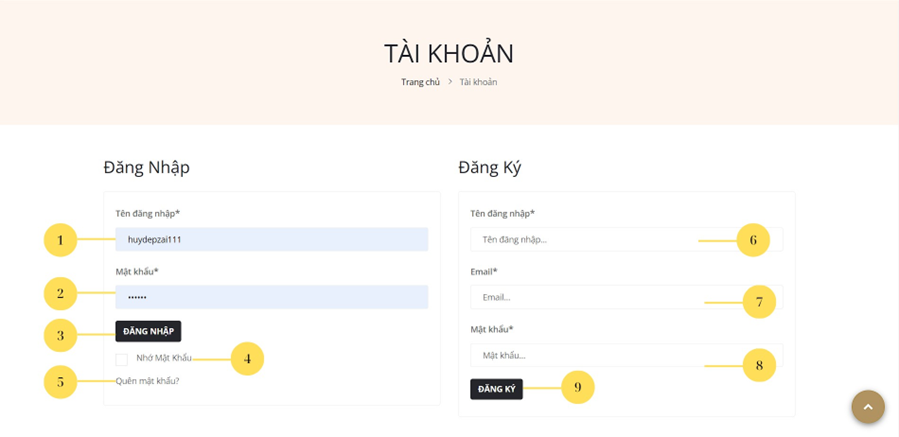 TÀI KHOẢN
Trang chủ > Tài khoản
Đăng Nhập
Tên đăng nhập*
1
huydepzai111
Mật khẩu*
2
••••••
3
ĐĂNG NHẬP
Nhớ Mật Khẩu
4
5
Quên mật khẩu?
Đăng Ký
Tên đăng nhập*
Tên đăng nhập...
6
Email*
Email...
7
Mật khẩu*
Mật khẩu...
8
ĐĂNG KÝ
9